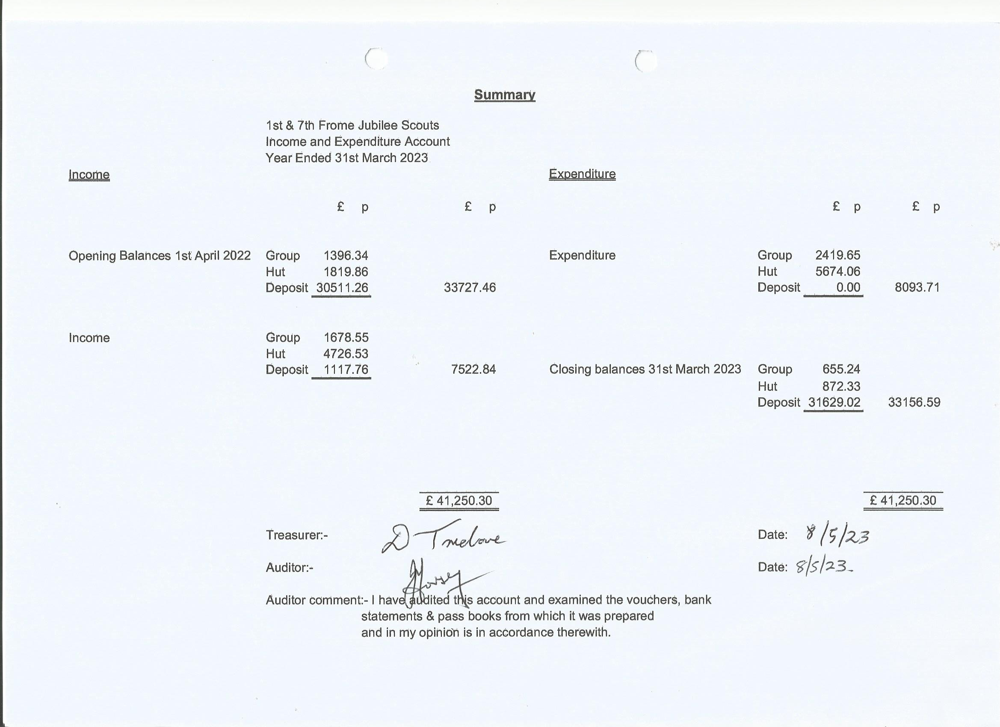 Summary
1st & 7th Frome Jubilee Scouts
Income and Expenditure Account
Year Ended 31st March 2023
Income Expenditure
£ p £ p £ p £ p
Opening Balances 1st April 2022 Group 1396.34 Expenditure Group 2419.65
Hut 1819.86 Hut 5674.06
Deposit 30511.26 33727.46 Deposit 0.00 8093.71
Income Group 1678.55
Hut 4726.53
Deposit 1117.76 7522.84 Closing balances 31st March 2023 Group 655.24
Hut 872.33
Deposit 31629.02 33156.59
£ 41,250.30 £ 41,250.30
Treasurer:- D Truelove Date: 8/5/23
Auditor:- Date: 8/5/23.
Auditor comment:- I have audited this account and examined the vouchers, bank
statements & pass books from which it was prepared
and in my opinion is in accordance therewith.